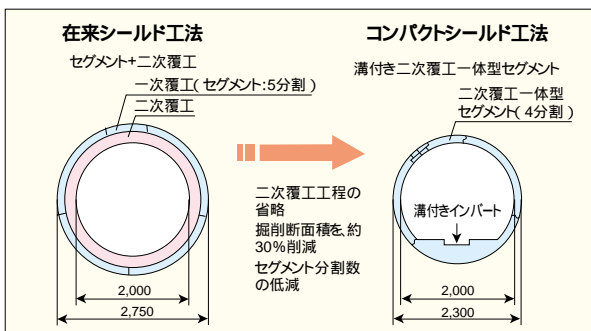 在来シールド工法
セグメント+二次覆工
一次覆工(セグメント:5分割)
二次覆工
2,000
2,750
二次覆工工程の
省略
掘削断面積を、約
30%削減
セグメント分割数
の低減
コンパクトシールド工法
溝付き二次覆工一体型セグメント
二次覆工一体型
セグメント(4分割)
溝付きインバート
2,000
2,300